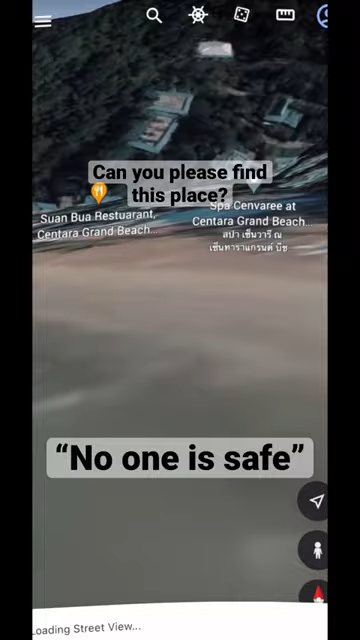 Can you please find
this place?
Suan Bua Restuarant,
Centara Grand Beach...
Spa Cenvaree at
Centara Grand Beach...
สปา เซ็นวารี ณ
เซ็นทาราแกรนด์ บีช
"No one is safe"
Loading Street View...